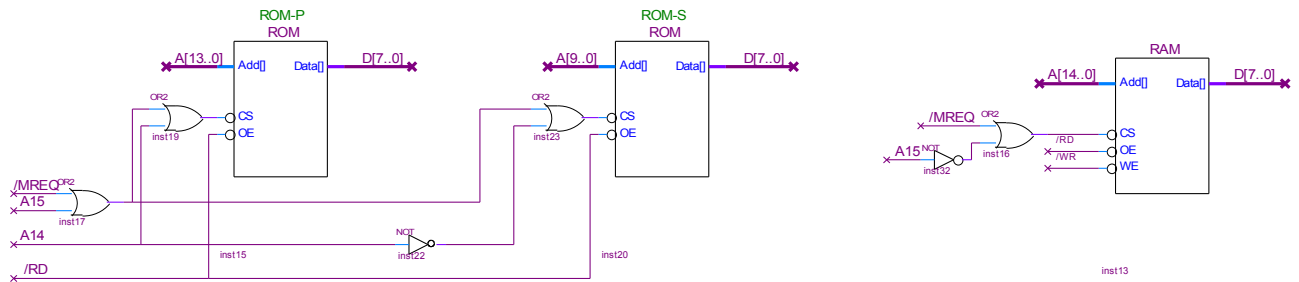 ROM-P
ROM
A[13..0]
Add[]
Data[]
D[7..0]
OR2
inst19
CS
OE
ROM-S
ROM
A[9..0]
Add[]
Data[]
D[7..0]
OR2
inst23
CS
OE
/MREQ
OR2
A15
inst17
A14
NOT
inst22
inst15
inst20
/RD
RAM
A[14..0]
Add[]
Data[]
D[7..0]
/MREQ
OR2
inst16
A15
NOT
inst32
CS
/RD
OE
/WR
WE
inst13